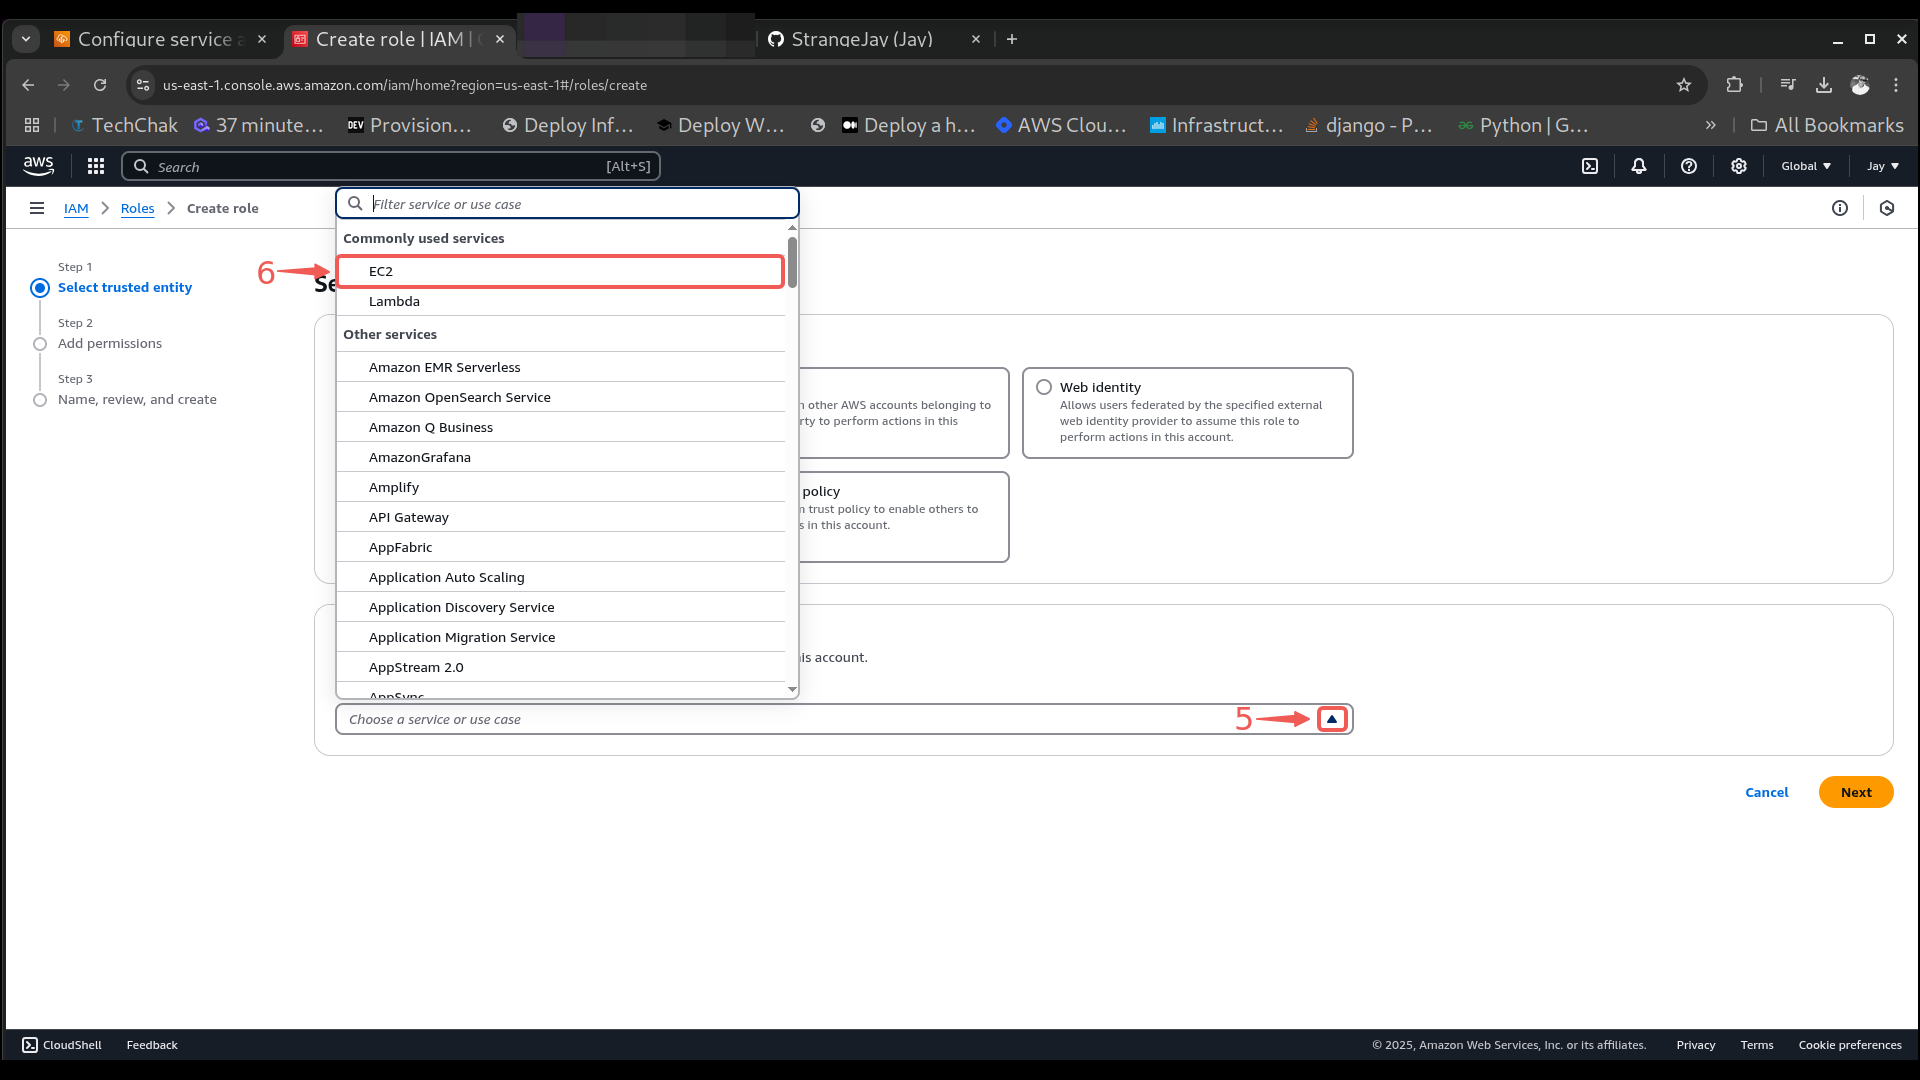 Configure service a
Create role | IAM | G
StrangeJay (Jay)
us-east-1.console.aws.amazon.com/iam/home?region=us-east-1#/roles/create
TechChak
37 minute...
DEV Provision...
Deploy Inf...
Deploy W...
Deploy a h...
AWS Clou...
Infrastruct...
django - P...
Python | G...
All Bookmarks
aws
Search
[Alt+S]
Global
Jay
IAM
Roles
Create role
Filter service or use case
Step 1
Select trusted entity
Step 2
Add permissions
Step 3
Name, review, and create
Se
Commonly used services
6
EC2
Lambda
Other services
Amazon EMR Serverless
Amazon OpenSearch Service
Amazon Q Business
AmazonGrafana
Amplify
API Gateway
AppFabric
Application Auto Scaling
Application Discovery Service
Application Migration Service
AppStream 2.0
AppSync
other AWS accounts belonging to
rty to perform actions in this
Web identity
Allows users federated by the specified external
web identity provider to assume this role to
perform actions in this account.
policy
trust policy to enable others to
s in this account.
is account.
Choose a service or use case
5
Cancel
Next
CloudShell
Feedback
© 2025, Amazon Web Services, Inc. or its affiliates.
Privacy
Terms
Cookie preferences